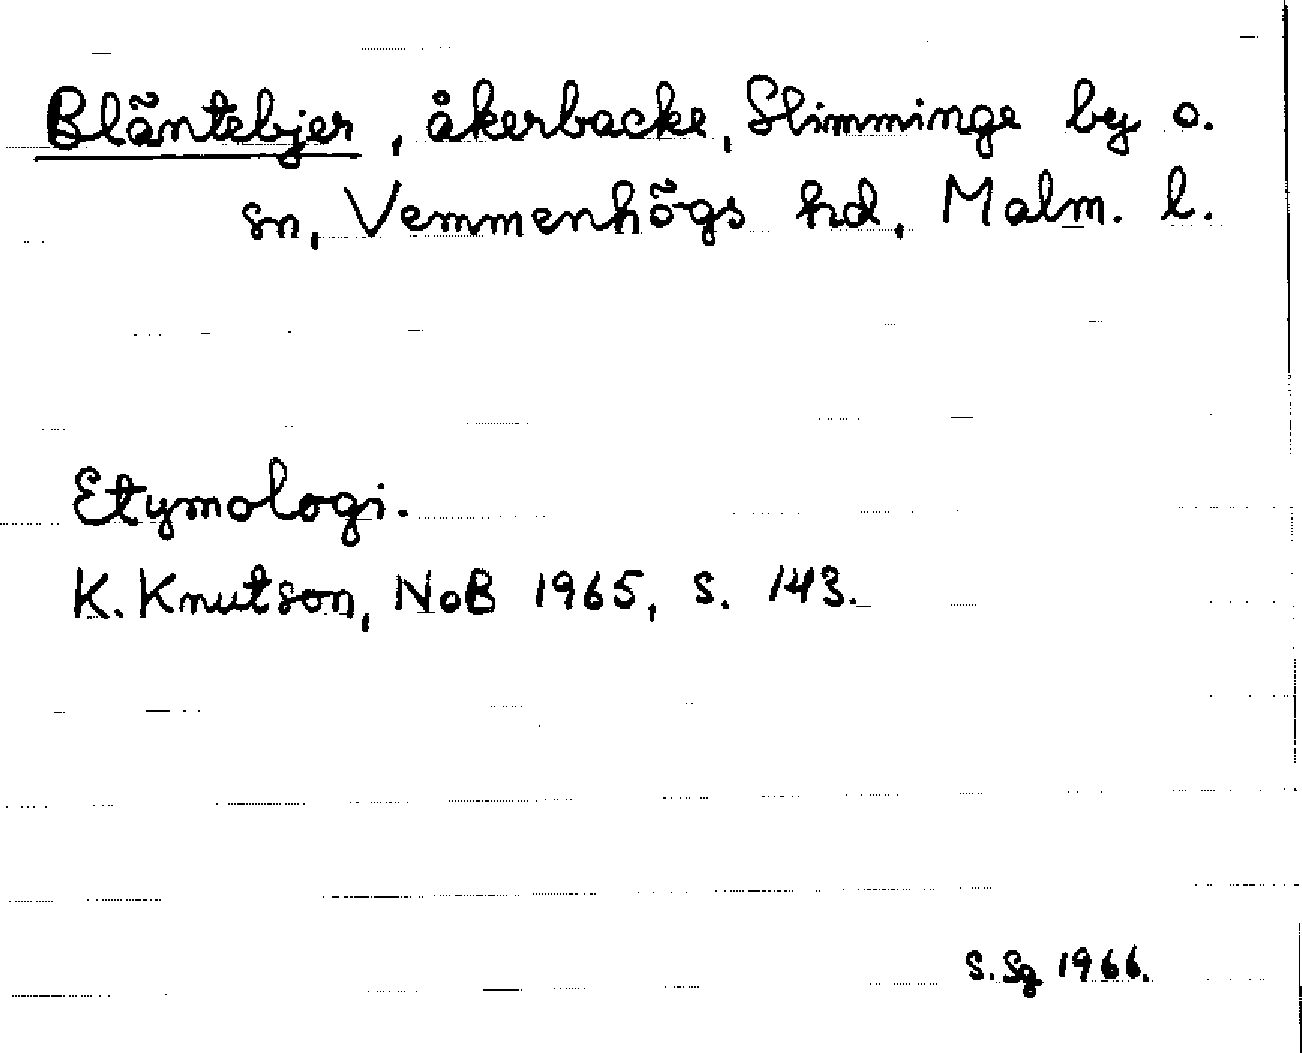 Bläntebjer, åkerbacke, Slimminge by o.
sn, Vemmenhögs hd, Malm. l.
Etymologi.
K. Knutson, NoB 1965, s. 143.
S. Sg 1966.